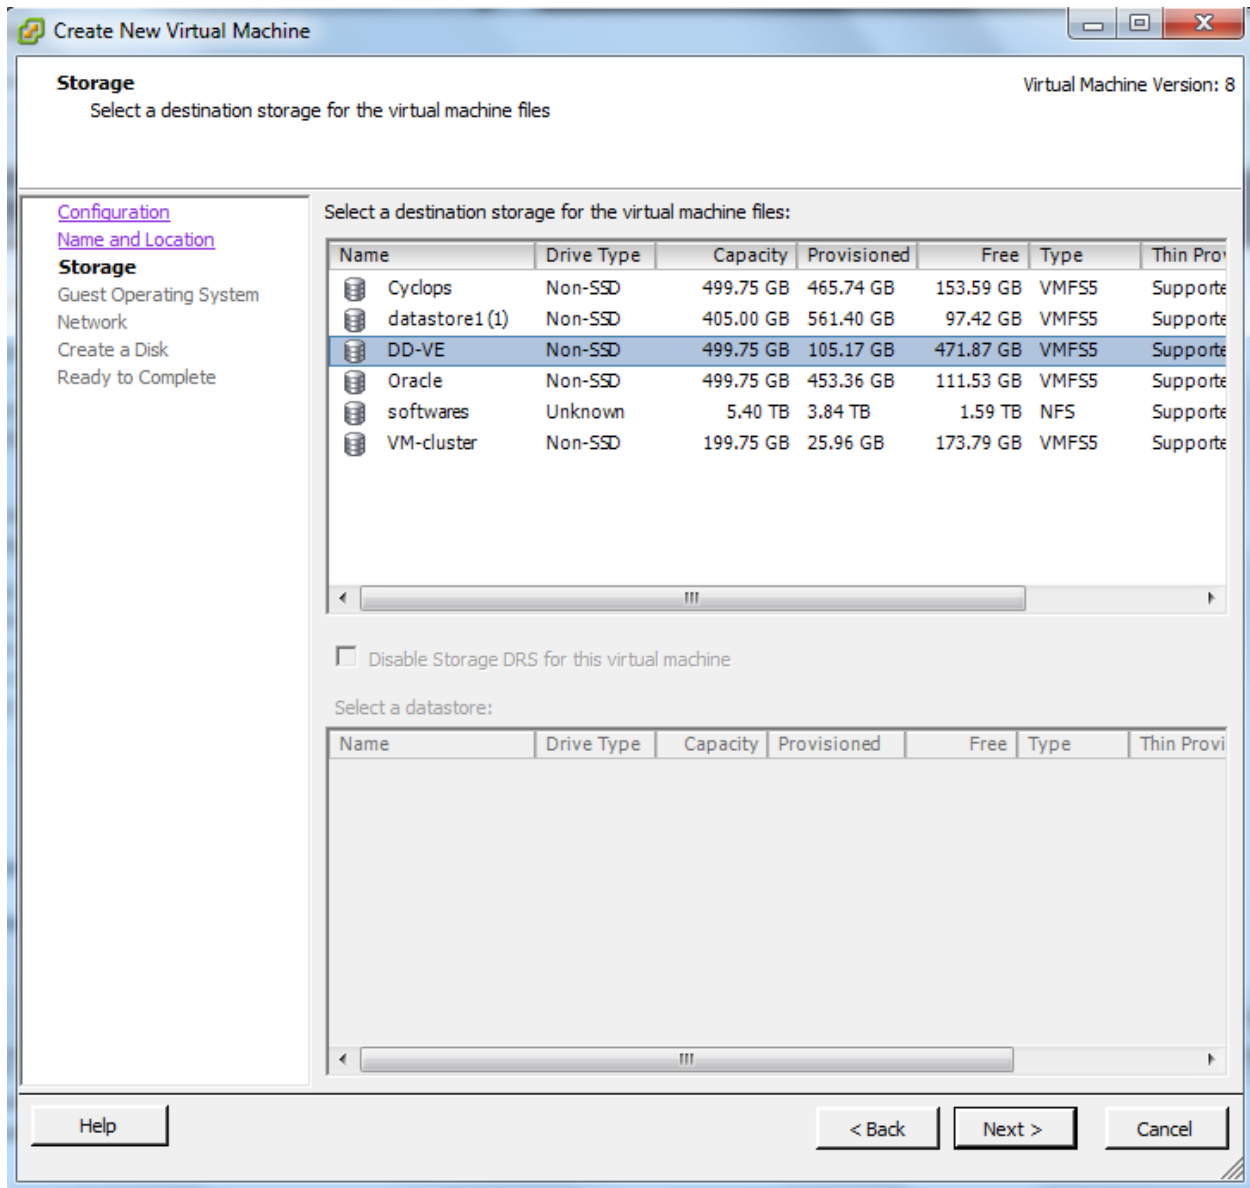 Create New Virtual Machine
Storage
Virtual Machine Version: 8
Select a destination storage for the virtual machine files
Configuration
Name and Location
Storage
Guest Operating System
Network
Create a Disk
Ready to Complete
Select a destination storage for the virtual machine files:
Name Drive Type Capacity Provisioned Free Type Thin Prov
Cyclops Non-SSD 499.75 GB 465.74 GB 153.59 GB VMFS5 Supporte
datastore1 (1) Non-SSD 405.00 GB 561.40 GB 97.42 GB VMFS5 Supporte
DD-VE Non-SSD 499.75 GB 105.17 GB 471.87 GB VMFS5 Supporte
Oracle Non-SSD 499.75 GB 453.36 GB 111.53 GB VMFS5 Supporte
softwares Unknown 5.40 TB 3.84 TB 1.59 TB NFS Supporte
VM-cluster Non-SSD 199.75 GB 25.96 GB 173.79 GB VMFS5 Supporte
Disable Storage DRS for this virtual machine
Select a datastore:
Name Drive Type Capacity Provisioned Free Type Thin Provi
Help < Back Next > Cancel